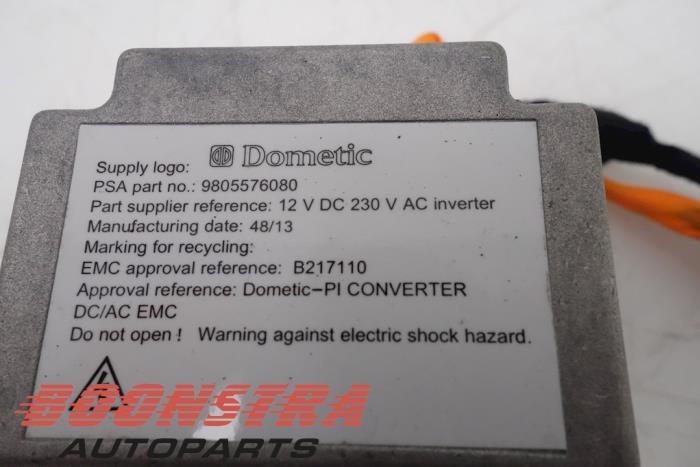 Supply logo: Dometic
PSA part no.: 9805576080
Part supplier reference: 12 V DC 230 V AC inverter
Manufacturing date: 48/13
Marking for recycling:
EMC approval reference: B217110
Approval reference: Dometic-PI CONVERTER
DC/AC EMC
Do not open! Warning against electric shock hazard.
BOONSTRA
AUTOPARTS